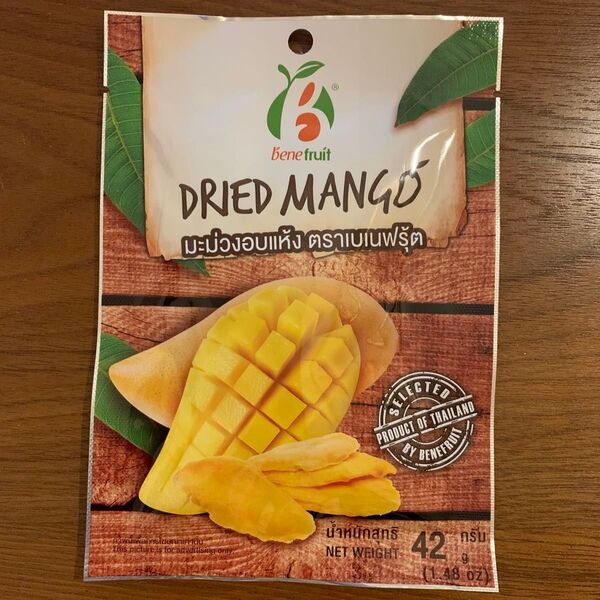 ®
benefruit
DRIED MANGO
มะม่วงอบแห้ง ตราเบเนฟรุ้ต
SELECTED
PRODUCT OF THAILAND
BY BENEFRUIT
This picture is for advertising only
น้ำหนักสุทธิ 42 กรัม
NET WEIGHT g
(1.48 oz)